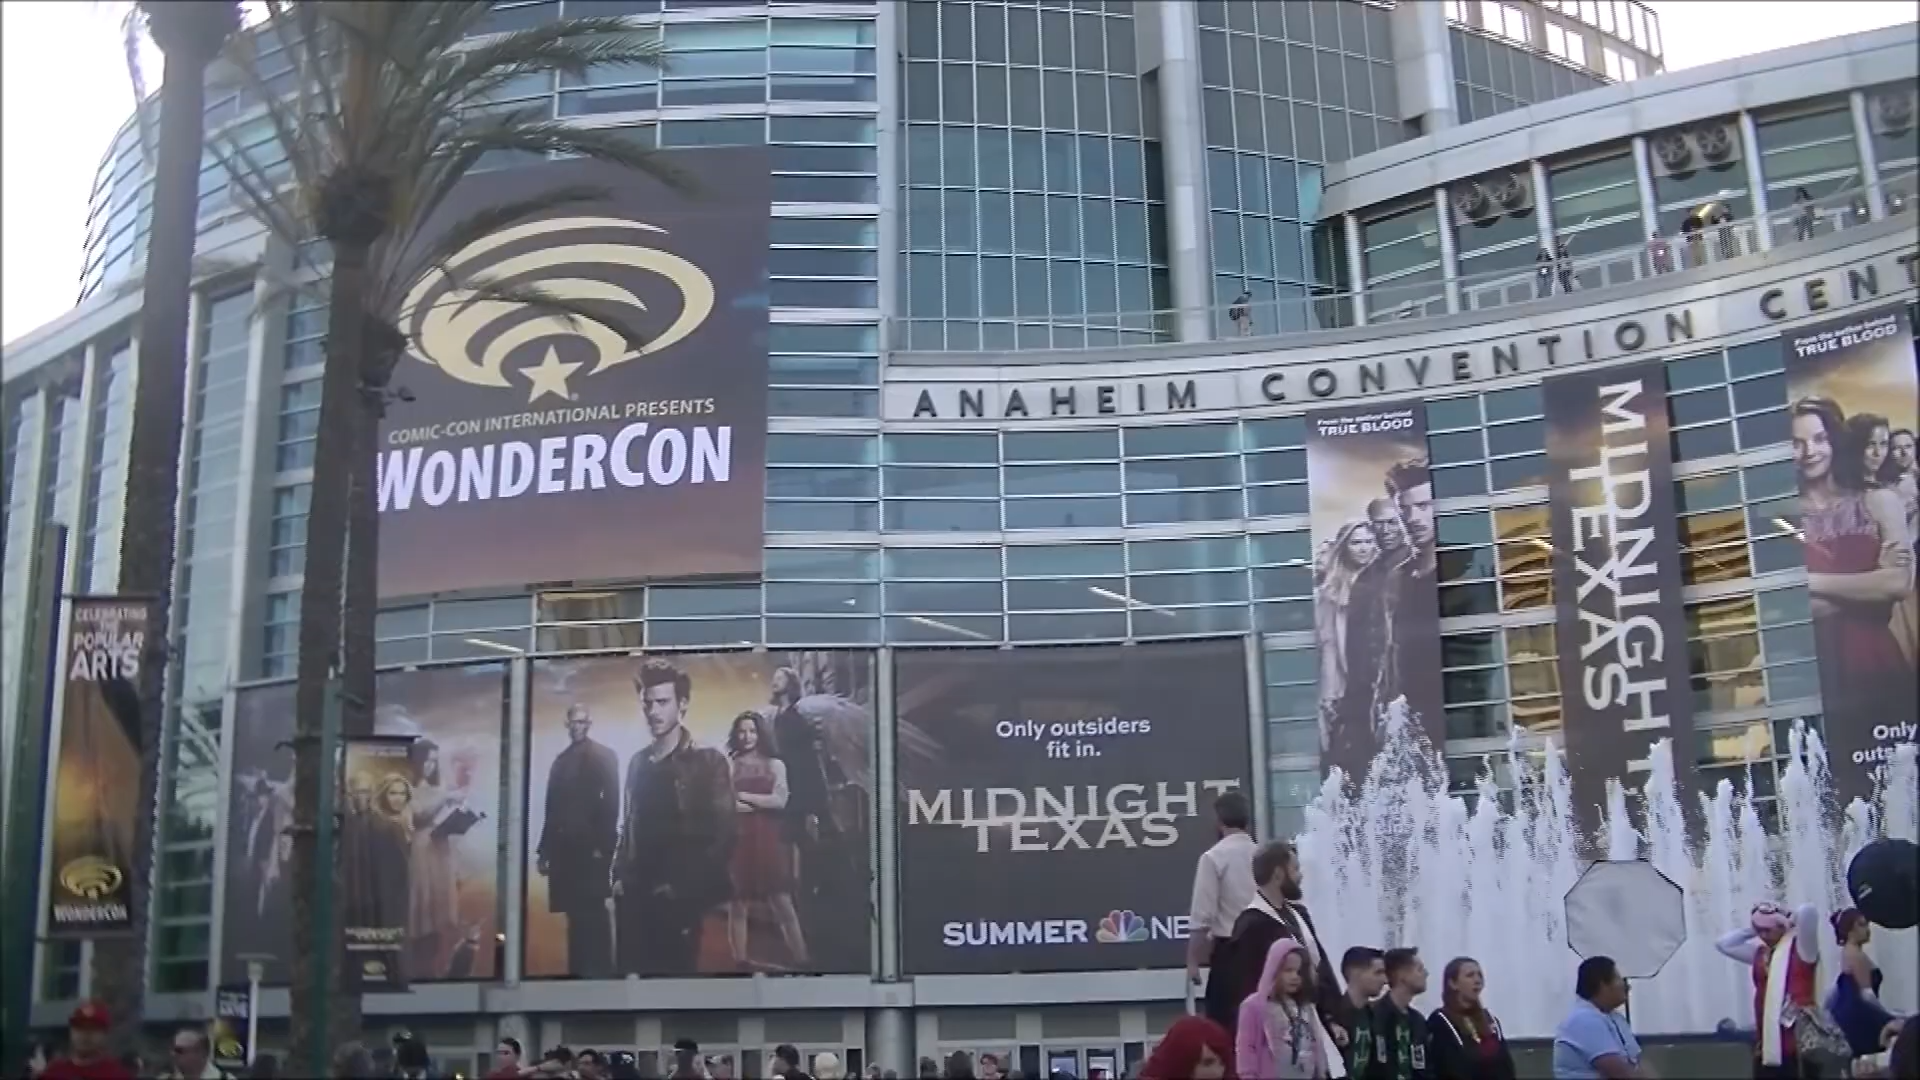 COMIC-CON INTERNATIONAL PRESENTS
WONDERCON
ANAHEIM CONVENTION CENT
From the author behind
TRUE BLOOD
MIDNIGHT
TEXAS
From the author behind
TRUE BLOOD
Only
CELEBRATING
THE
POPULAR
ARTS
WONDERCON
Only outsiders
fit in.
MIDNIGHT
TEXAS
SUMMER NE